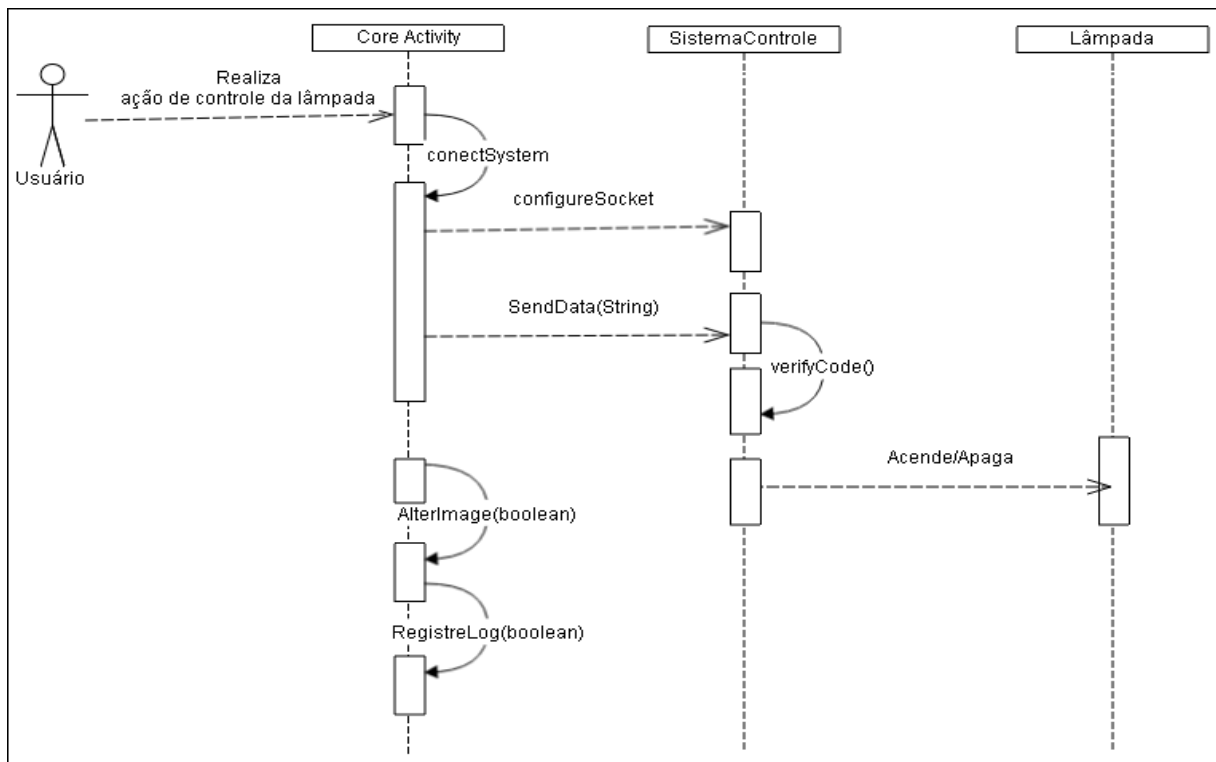 Core Activity
SistemaControle
Lâmpada
Realiza
ação de controle da lâmpada
Usuário
conectSystem
configureSocket
SendData(String)
verifyCode()
Acende/Apaga
AlterImage(boolean)
RegistreLog(boolean)